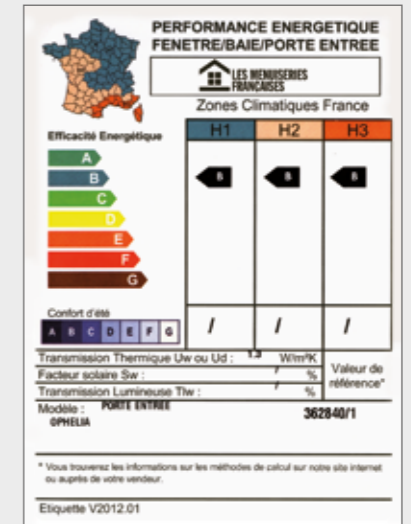 PERFORMANCE ENERGETIQUE
FENETRE/BAIE/PORTE ENTREE
LES MENUISERIES
FRANÇAISES
Zones Climatiques France
Efficacité Energétique
H1 H2 H3
A
B
C
D
E
F
G
B B B
Confort d'été
A B C D E F G
/ / /
Transmission Thermique Uw ou Ud : 1.3 W/m²K
Facteur solaire Sw : / %
Transmission Lumineuse Tlw : / %
Valeur de
référence*
Modèle : PORTE ENTREE
OPHELIA
362840/1
* Vous trouverez les informations sur les méthodes de calcul sur notre site internet
ou auprès de votre vendeur.
Etiquette V2012.01